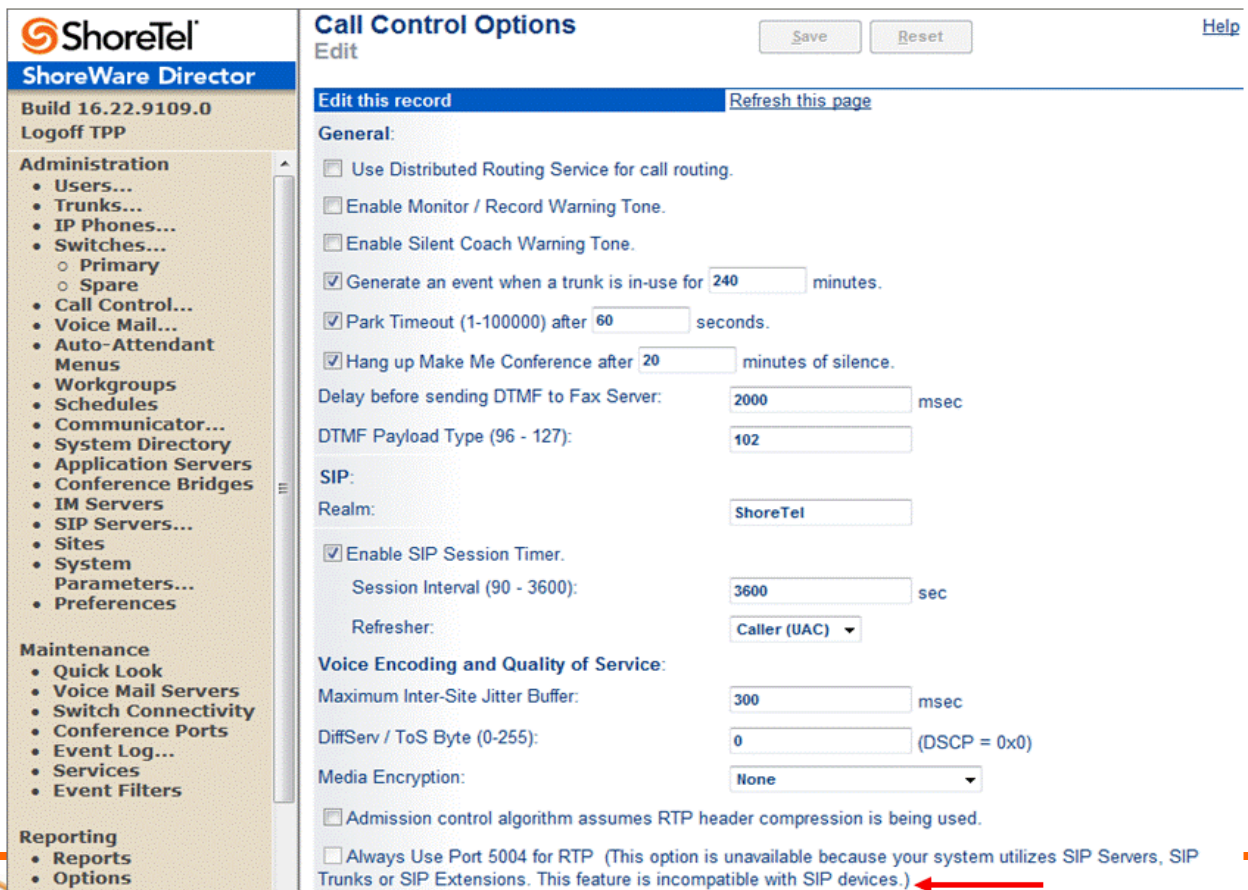 ShoreTel
ShoreWare Director
Build 16.22.9109.0
Logoff TPP
Administration
• Users...
• Trunks...
• IP Phones...
• Switches...
○ Primary
○ Spare
• Call Control...
• Voice Mail...
• Auto-Attendant
Menus
• Workgroups
• Schedules
• Communicator...
• System Directory
• Application Servers
• Conference Bridges
• IM Servers
• SIP Servers...
• Sites
• System
Parameters...
• Preferences
Maintenance
• Quick Look
• Voice Mail Servers
• Switch Connectivity
• Conference Ports
• Event Log...
• Services
• Event Filters
Reporting
• Reports
• Options
Call Control Options
Edit
Save Reset
Help
Edit this record Refresh this page
General:
Use Distributed Routing Service for call routing.
Enable Monitor / Record Warning Tone.
Enable Silent Coach Warning Tone.
Generate an event when a trunk is in-use for 240 minutes.
Park Timeout (1-100000) after 60 seconds.
Hang up Make Me Conference after 20 minutes of silence.
Delay before sending DTMF to Fax Server: 2000 msec
DTMF Payload Type (96 - 127): 102
SIP:
Realm: ShoreTel
Enable SIP Session Timer.
Session Interval (90 - 3600): 3600 sec
Refresher: Caller (UAC)
Voice Encoding and Quality of Service:
Maximum Inter-Site Jitter Buffer: 300 msec
DiffServ / ToS Byte (0-255): 0 (DSCP = 0x0)
Media Encryption: None
Admission control algorithm assumes RTP header compression is being used.
Always Use Port 5004 for RTP (This option is unavailable because your system utilizes SIP Servers, SIP
Trunks or SIP Extensions. This feature is incompatible with SIP devices.)